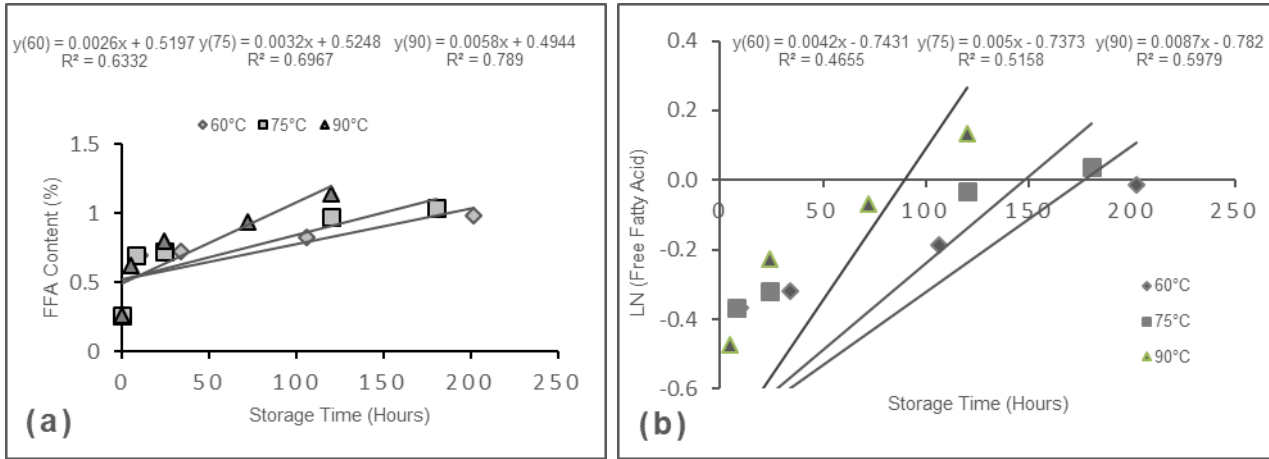 y(60) = 0.0026x + 0.5197 y(75) = 0.0032x + 0.5248 y(90) = 0.0058x + 0.4944
R² = 0.6332 R² = 0.6967 R² = 0.789
60°C 75°C 90°C
FFA Content (%)
1.5
1
0.5
0
0 50 100 150 200 250
Storage Time (Hours)
(a)
y(60) = 0.0042x - 0.7431 y(75) = 0.005x - 0.7373 y(90) = 0.0087x - 0.782
R² = 0.4655 R² = 0.5158 R² = 0.5979
LN (Free Fatty Acid)
0.4
0.2
0.0
0 50 100 150 200 250
-0.2
-0.4
-0.6
60°C
75°C
90°C
Storage Time (Hours)
(b)